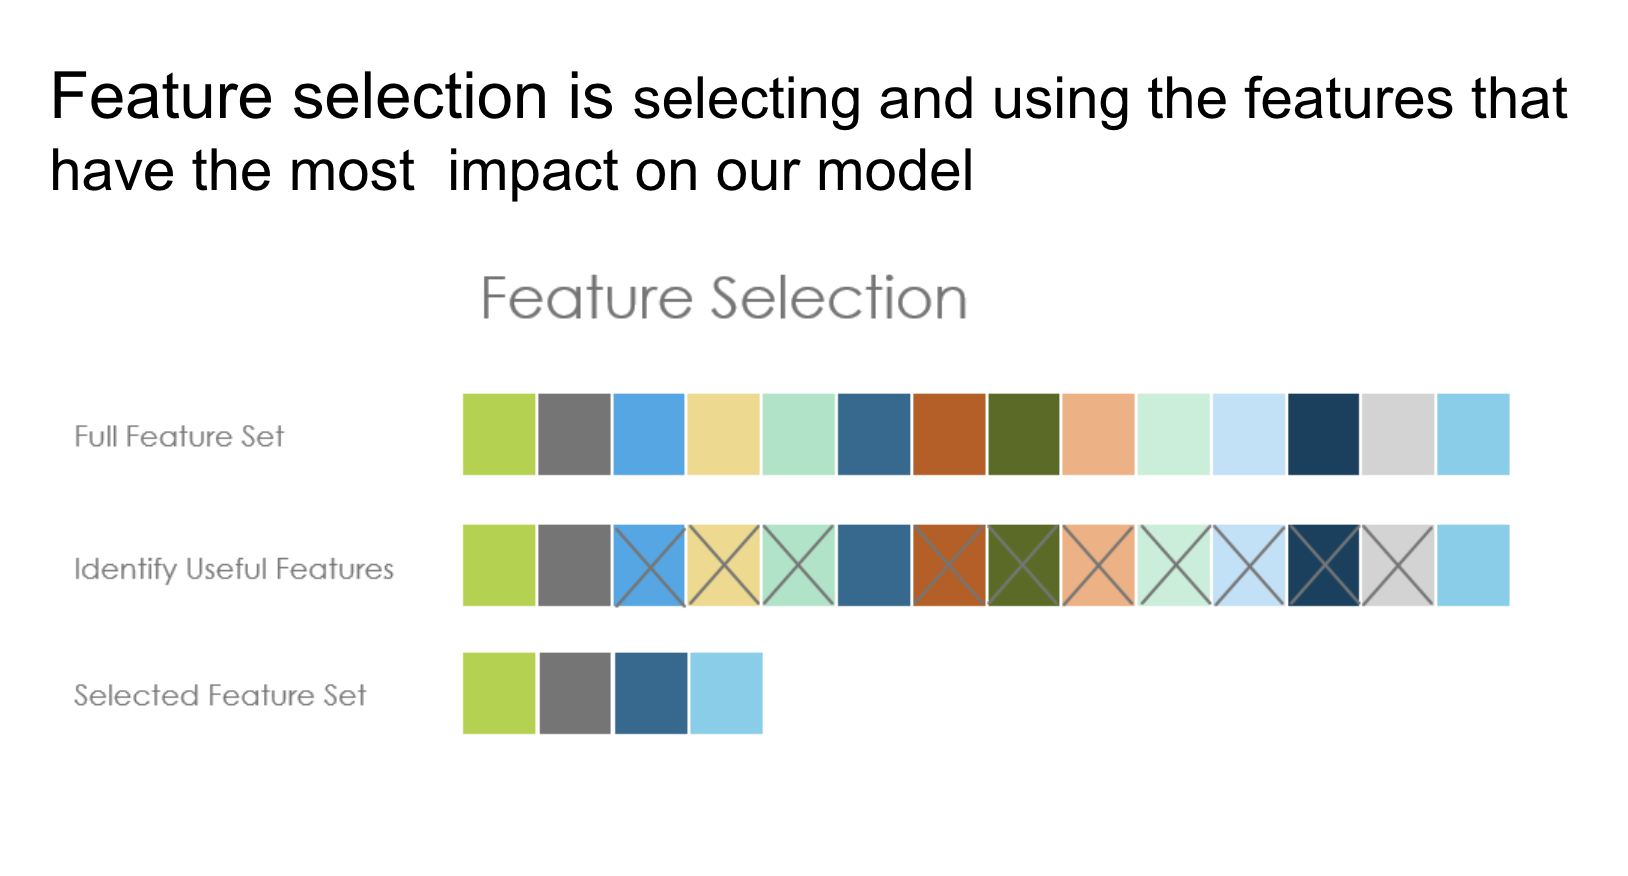 Feature selection is selecting and using the features that
have the most  impact on our model
Feature Selection
Full Feature Set
Identify Useful Features
Selected Feature Set